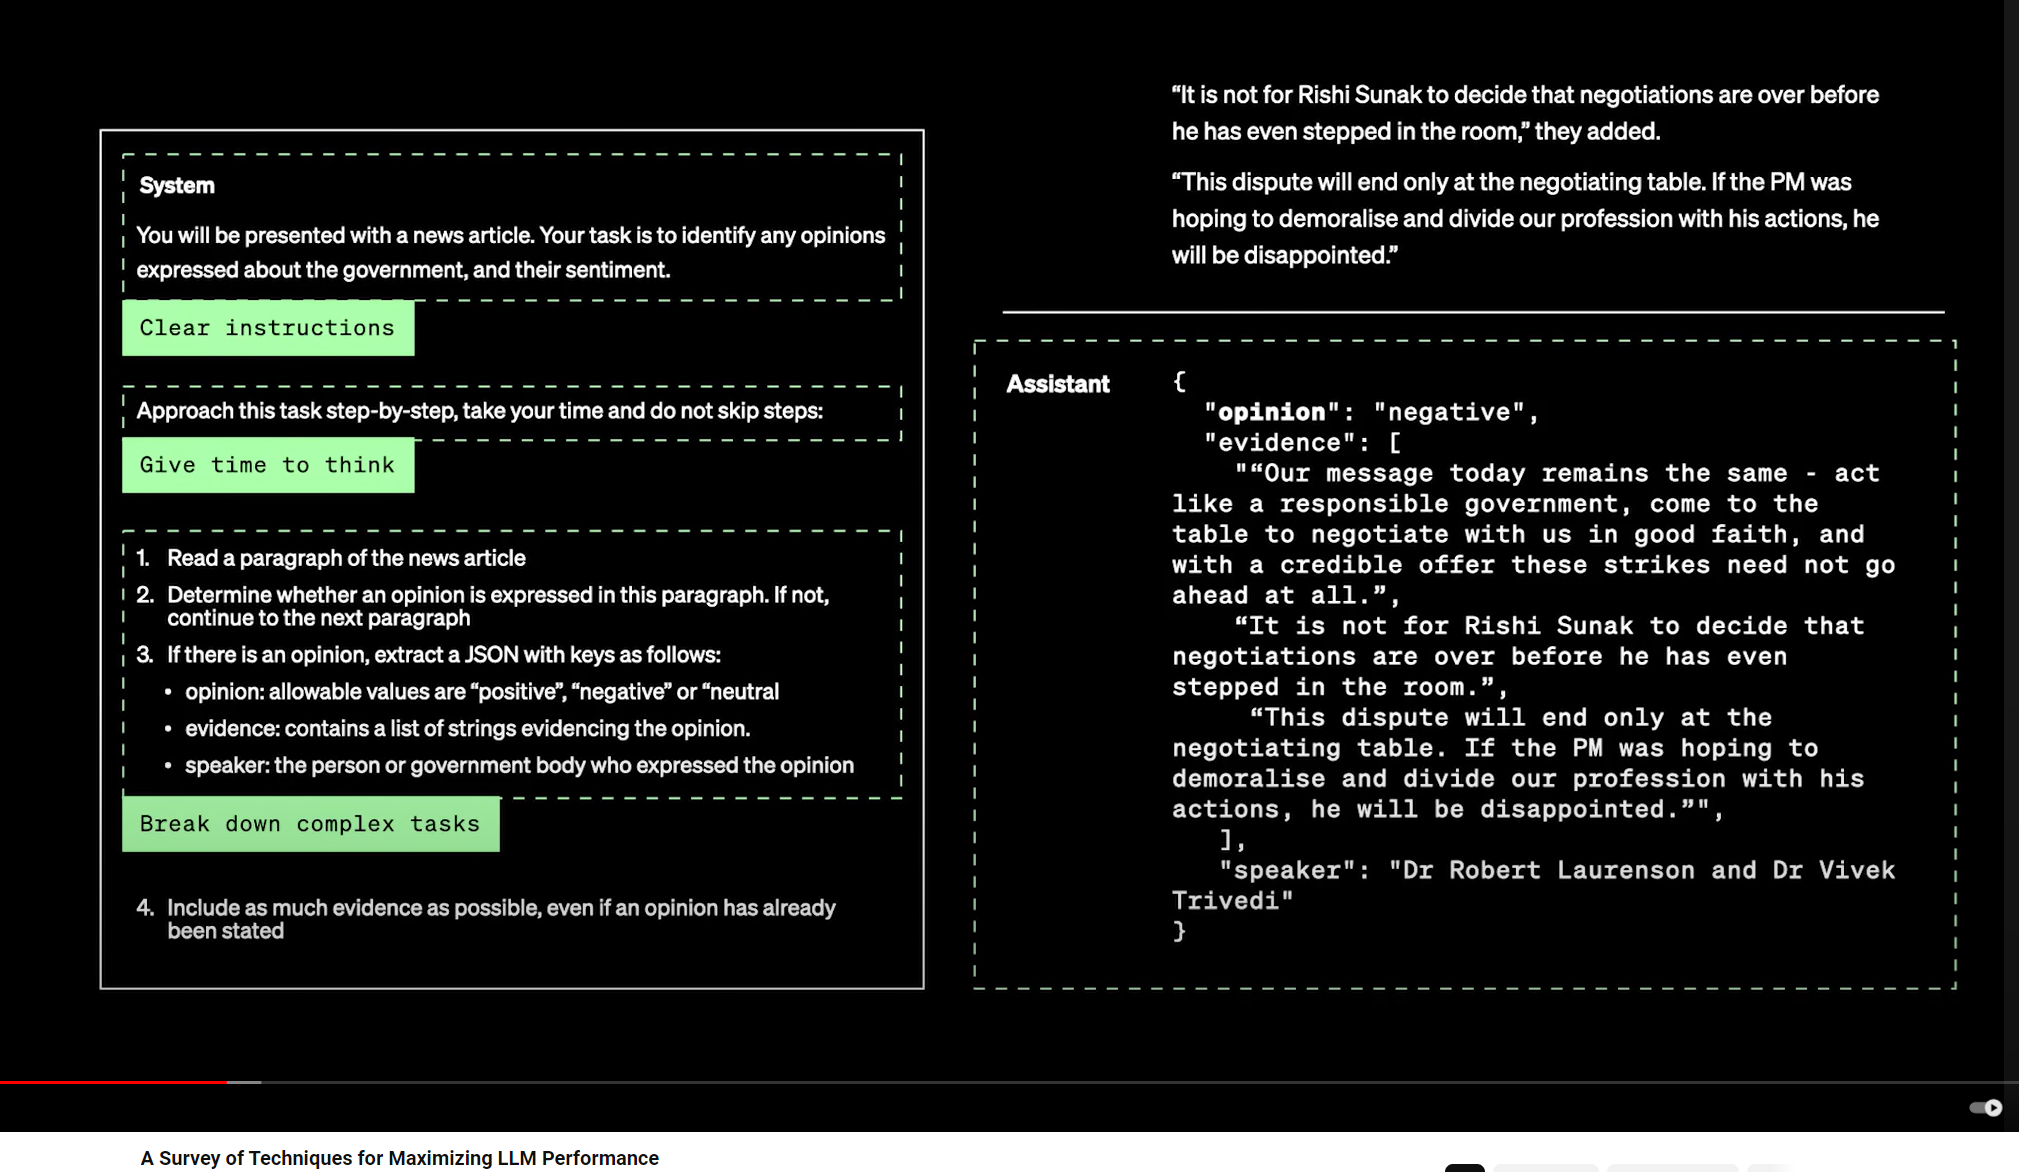 System
You will be presented with a news article. Your task is to identify any opinions
expressed about the government, and their sentiment.
Clear instructions
Approach this task step-by-step, take your time and do not skip steps:
Give time to think
1. Read a paragraph of the news article
2. Determine whether an opinion is expressed in this paragraph. If not,
continue to the next paragraph
3. If there is an opinion, extract a JSON with keys as follows:
• opinion: allowable values are “positive”, “negative” or “neutral
• evidence: contains a list of strings evidencing the opinion.
• speaker: the person or government body who expressed the opinion
Break down complex tasks
4. Include as much evidence as possible, even if an opinion has already
been stated
“It is not for Rishi Sunak to decide that negotiations are over before
he has even stepped in the room,” they added.
“This dispute will end only at the negotiating table. If the PM was
hoping to demoralise and divide our profession with his actions, he
will be disappointed.”
Assistant
{
"opinion": "negative",
"evidence": [
"“Our message today remains the same - act
like a responsible government, come to the
table to negotiate with us in good faith, and
with a credible offer these strikes need not go
ahead at all.”,
“It is not for Rishi Sunak to decide that
negotiations are over before he has even
stepped in the room.”,
“This dispute will end only at the
negotiating table. If the PM was hoping to
demoralise and divide our profession with his
actions, he will be disappointed.”",
],
"speaker": "Dr Robert Laurenson and Dr Vivek
Trivedi"
}
A Survey of Techniques for Maximizing LLM Performance